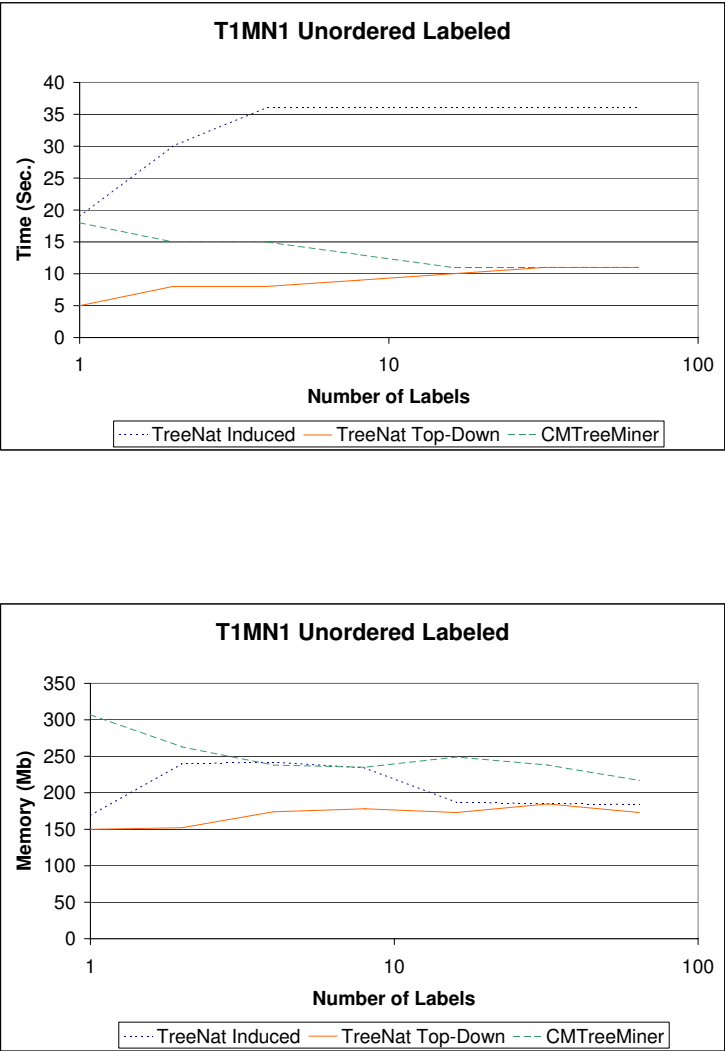 T1MN1 Unordered Labeled
40
35
30
25
20
15
10
5
0
Time (Sec.)
1 10 100
Number of Labels
TreeNat Induced TreeNat Top-Down CMTreeMiner
T1MN1 Unordered Labeled
350
300
250
200
150
100
50
0
Memory (Mb)
1 10 100
Number of Labels
TreeNat Induced TreeNat Top-Down CMTreeMiner